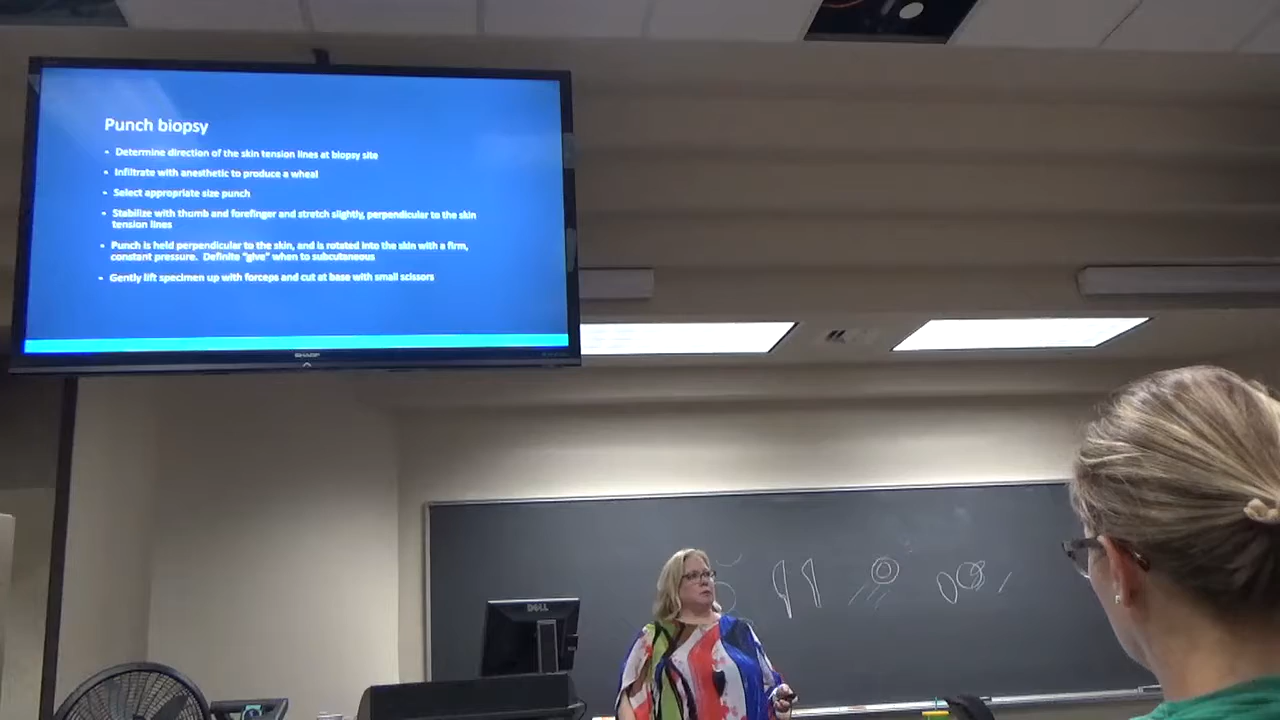 Punch biopsy
• Determine direction of the skin tension lines at biopsy site
• Infiltrate with anesthetic to produce a wheal
• Select appropriate size punch
• Stabilize with thumb and forefinger and stretch slightly, perpendicular to the skin
tension lines
• Punch is held perpendicular to the skin, and is rotated into the skin with a firm,
constant pressure. Definite "give" when to subcutaneous
• Gently lift specimen up with forceps and cut at base with small scissors
SHARP
DELL